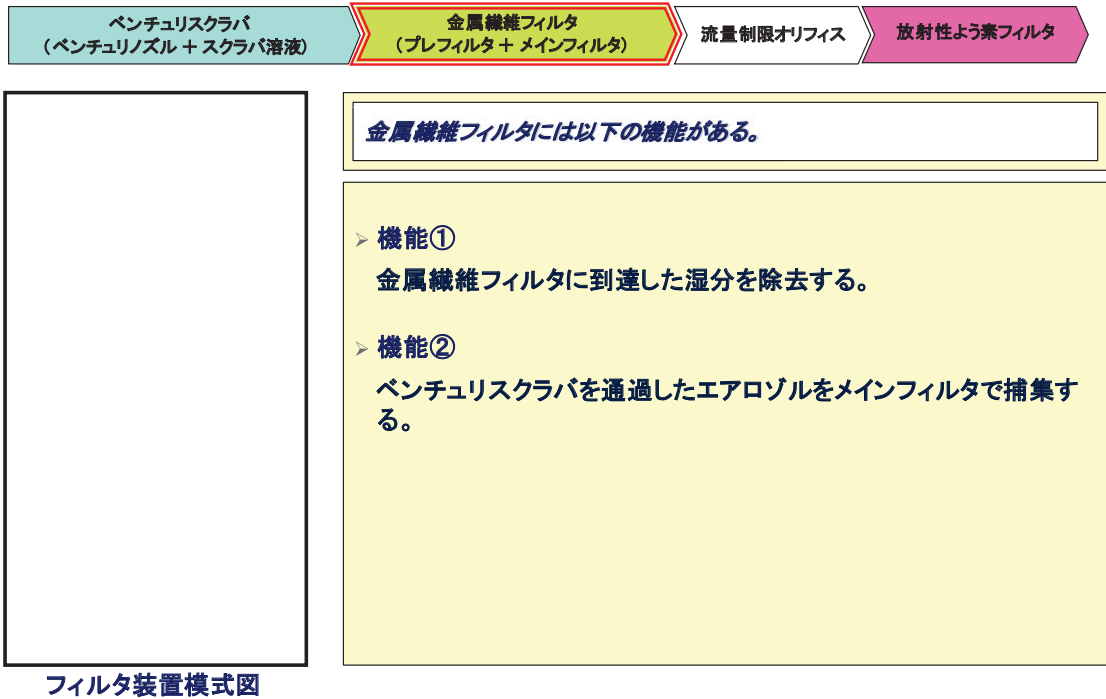 ベンチュリスクラバ
（ベンチュリノズル ＋ スクラバ溶液）
金属繊維フィルタ
（プレフィルタ ＋ メインフィルタ）
流量制限オリフィス
放射性よう素フィルタ
金属繊維フィルタには以下の機能がある。
➢ 機能①
金属繊維フィルタに到達した湿分を除去する。
➢ 機能②
ベンチュリスクラバを通過したエアロゾルをメインフィルタで捕集す
る。
フィルタ装置模式図